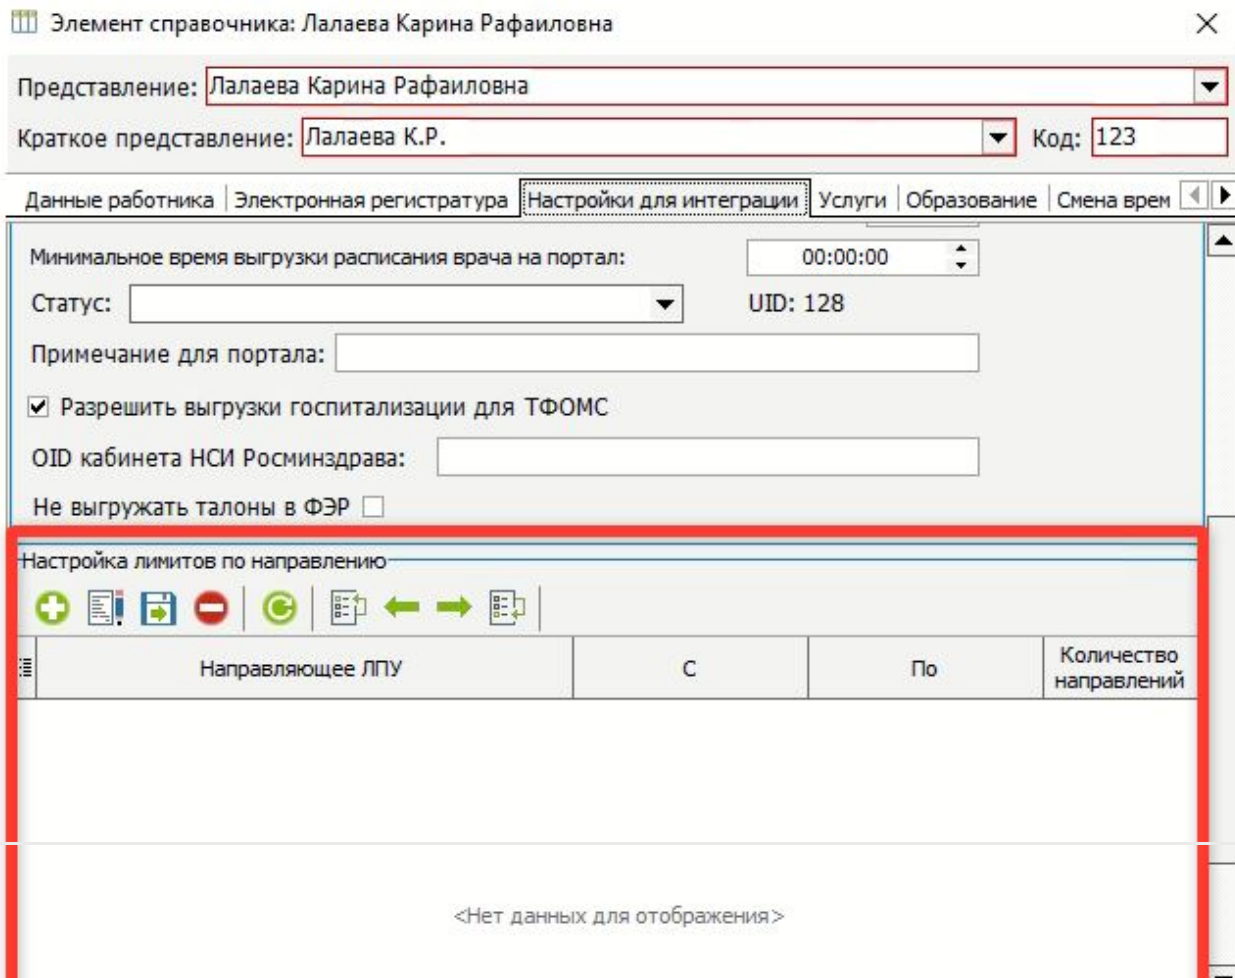 Элемент справочника: Лалаева Карина Рафаиловна
Представление: Лалаева Карина Рафаиловна
Краткое представление: Лалаева К.Р. Код: 123
Данные работника Электронная регистратура Настройки для интеграции Услуги Образование Смена врем
Минимальное время выгрузки расписания врача на портал: 00:00:00
Статус: UID: 128
Примечание для портала:
Разрешить выгрузки госпитализации для ТФОМС
OID кабинета НСИ Росминздрава:
Не выгружать талоны в ФЭР
Настройка лимитов по направлению
Направляющее ЛПУ С По Количество
направлений
<Нет данных для отображения>